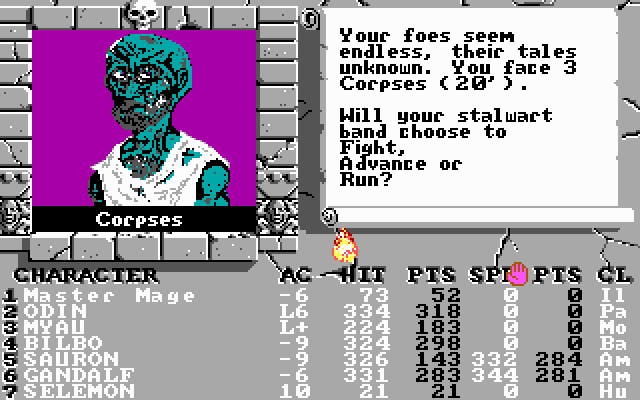 Your foes seem
endless, their tales
unknown. You face 3
Corpses (20').
Will your stalwart
band choose to
Fight,
Advance or
Run?
Corpses
CHARACTER AC HIT PTS SPL PTS CL
1 Master Mage -6 73 52 0 0 Il
2 ODIN L6 334 318 0 0 Pa
3 MYAU L+ 224 183 0 0 Mo
4 BILBO -9 324 298 0 0 Ba
5 SAURON -9 326 143 332 284 Am
6 GANDALF -6 331 283 344 281 Am
7 SELEMON 10 21 21 0 0 Hu